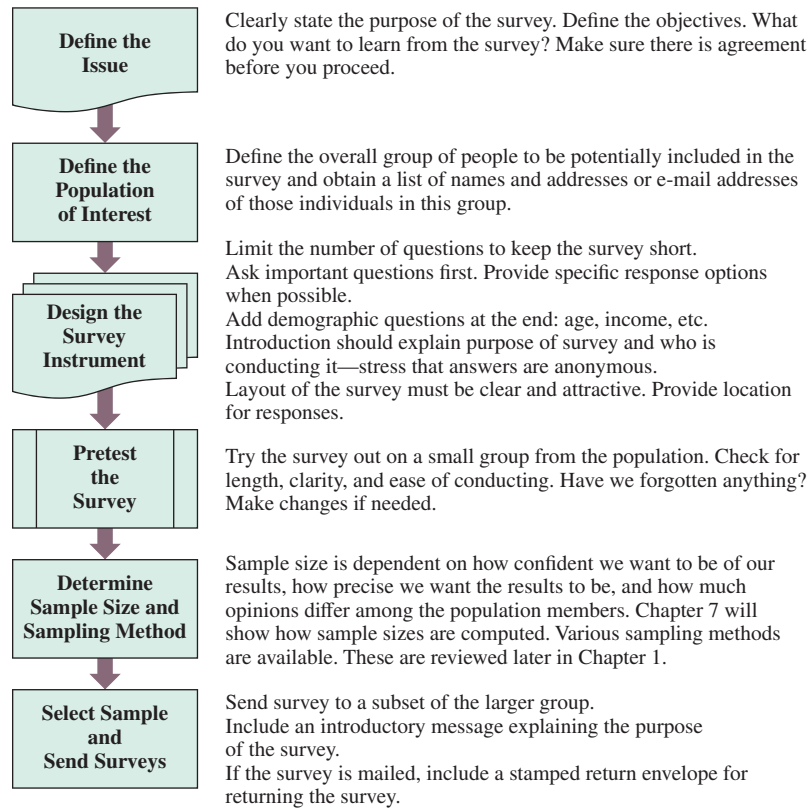 Define the
Issue
Clearly state the purpose of the survey. Define the objectives. What
do you want to learn from the survey? Make sure there is agreement
before you proceed.
Define the
Population
of Interest
Define the overall group of people to be potentially included in the
survey and obtain a list of names and addresses or e-mail addresses
of those individuals in this group.
Design the
Survey
Instrument
Limit the number of questions to keep the survey short.
Ask important questions first. Provide specific response options
when possible.
Add demographic questions at the end: age, income, etc.
Introduction should explain purpose of survey and who is
conducting it—stress that answers are anonymous.
Layout of the survey must be clear and attractive. Provide location
for responses.
Pretest
the
Survey
Try the survey out on a small group from the population. Check for
length, clarity, and ease of conducting. Have we forgotten anything?
Make changes if needed.
Determine
Sample Size and
Sampling Method
Sample size is dependent on how confident we want to be of our
results, how precise we want the results to be, and how much
opinions differ among the population members. Chapter 7 will
show how sample sizes are computed. Various sampling methods
are available. These are reviewed later in Chapter 1.
Select Sample
and
Send Surveys
Send survey to a subset of the larger group.
Include an introductory message explaining the purpose
of the survey.
If the survey is mailed, include a stamped return envelope for
returning the survey.